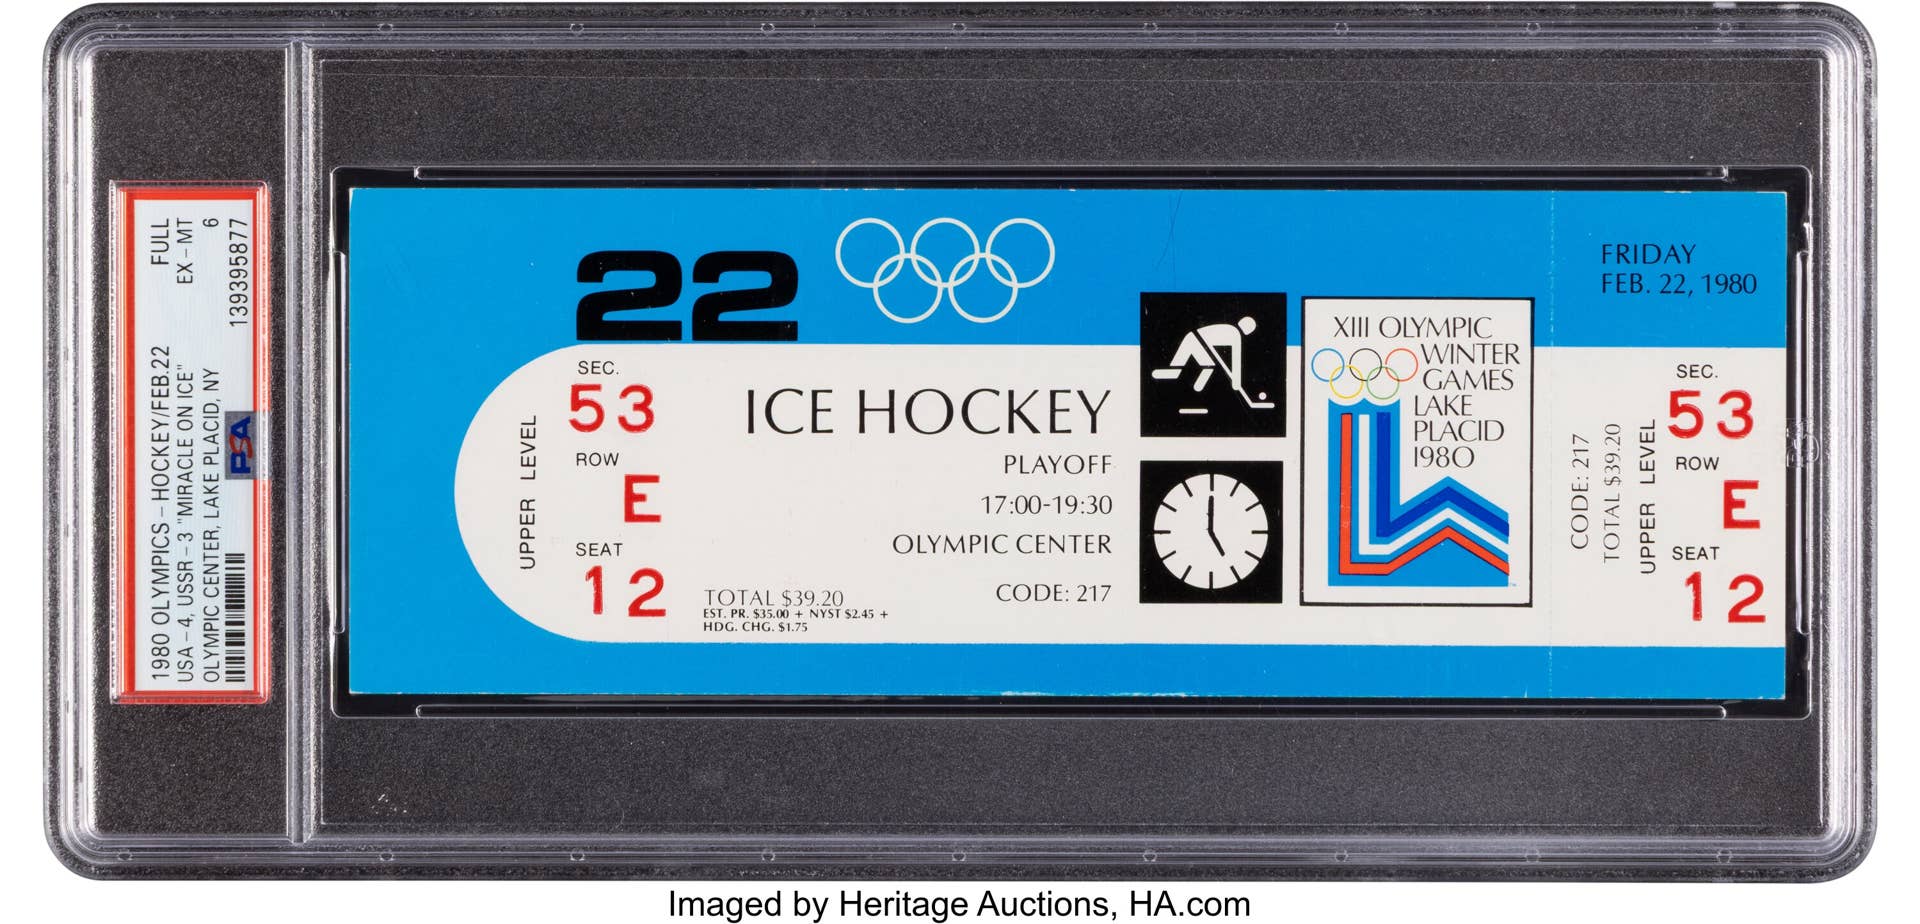 1980 OLYMPICS - HOCKEY/FEB.22 FULL
USA - 4, USSR - 3 "MIRACLE ON ICE" EX - MT
OLYMPIC CENTER, LAKE PLACID, NY 6
139395877
PSA
22
SEC.
53
ROW
E
SEAT
12
UPPER LEVEL
ICE HOCKEY
PLAYOFF
17:00-19:30
OLYMPIC CENTER
CODE: 217
TOTAL $39.20
EST. PR. $35.00 + NYST $2.45 +
HDG. CHG. $1.75
XIII OLYMPIC
WINTER
GAMES
LAKE
PLACID
1980
FRIDAY
FEB. 22, 1980
CODE: 217
TOTAL $39.20
UPPER LEVEL
SEC.
53
ROW
E
SEAT
12
Imaged by Heritage Auctions, HA.com